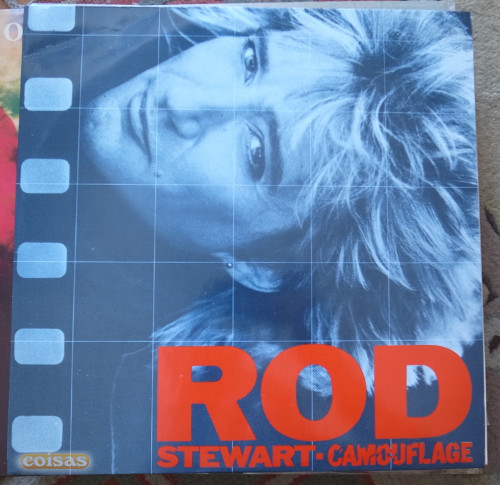 O
ROD
STEWART-CAMOUFLAGE
coisas